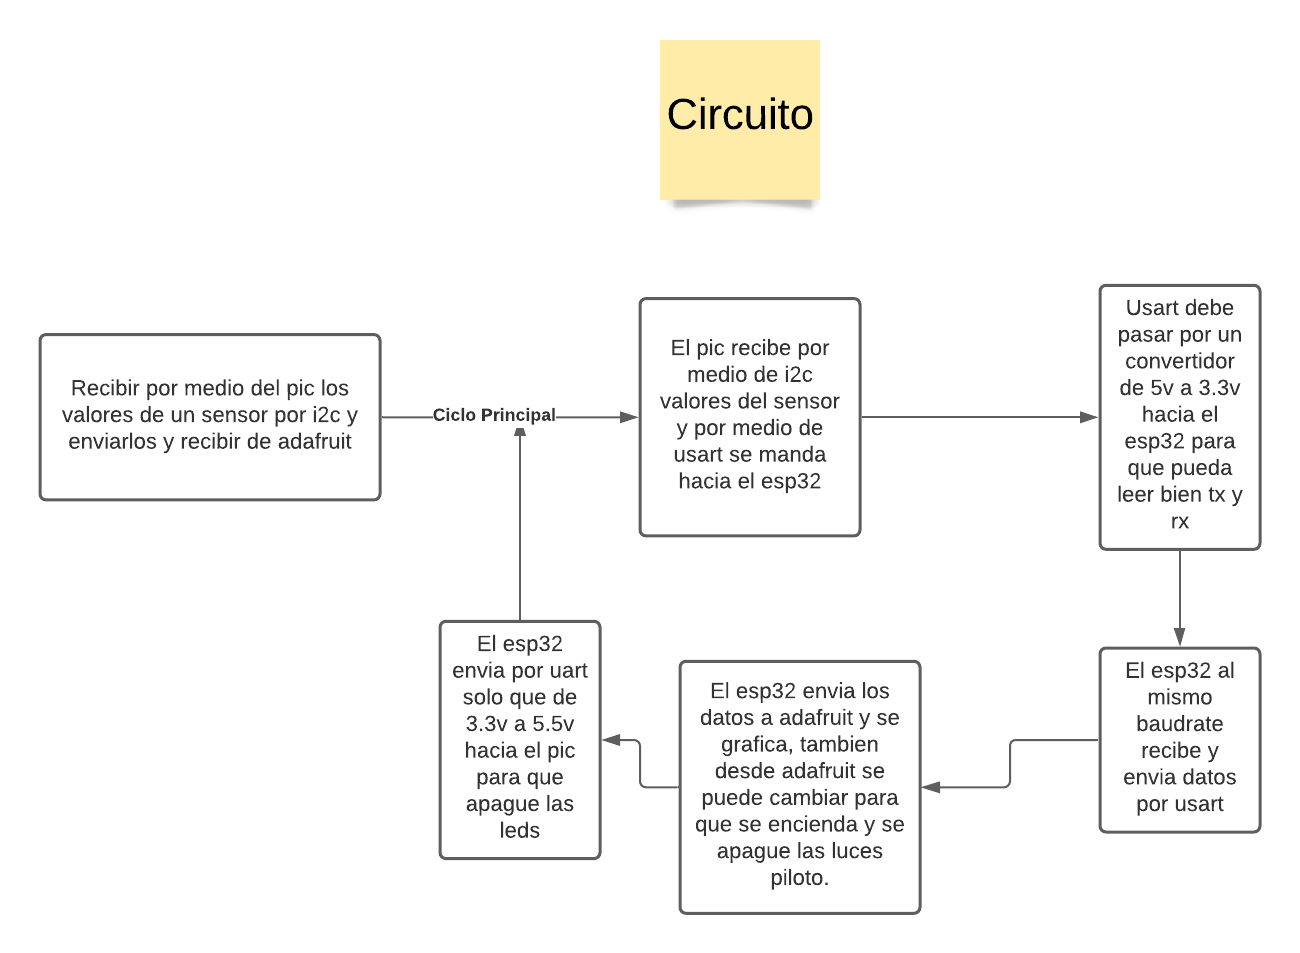 Circuito
Recibir por medio del pic los
valores de un sensor por i2c y
enviarlos y recibir de adafruit
Ciclo Principal
El pic recibe por
medio de i2c
valores del sensor
y por medio de
usart se manda
hacia el esp32
Usart debe
pasar por un
convertidor
de 5v a 3.3v
hacia el
esp32 para
que pueda
leer bien tx y
rx
El esp32 al
mismo
baudrate
recibe y
envia datos
por usart
El esp32 envia los
datos a adafruit y se
grafica, tambien
desde adafruit se
puede cambiar para
que se encienda y se
apague las luces
piloto.
El esp32
envia por uart
solo que de
3.3v a 5.5v
hacia el pic
para que
apague las
leds